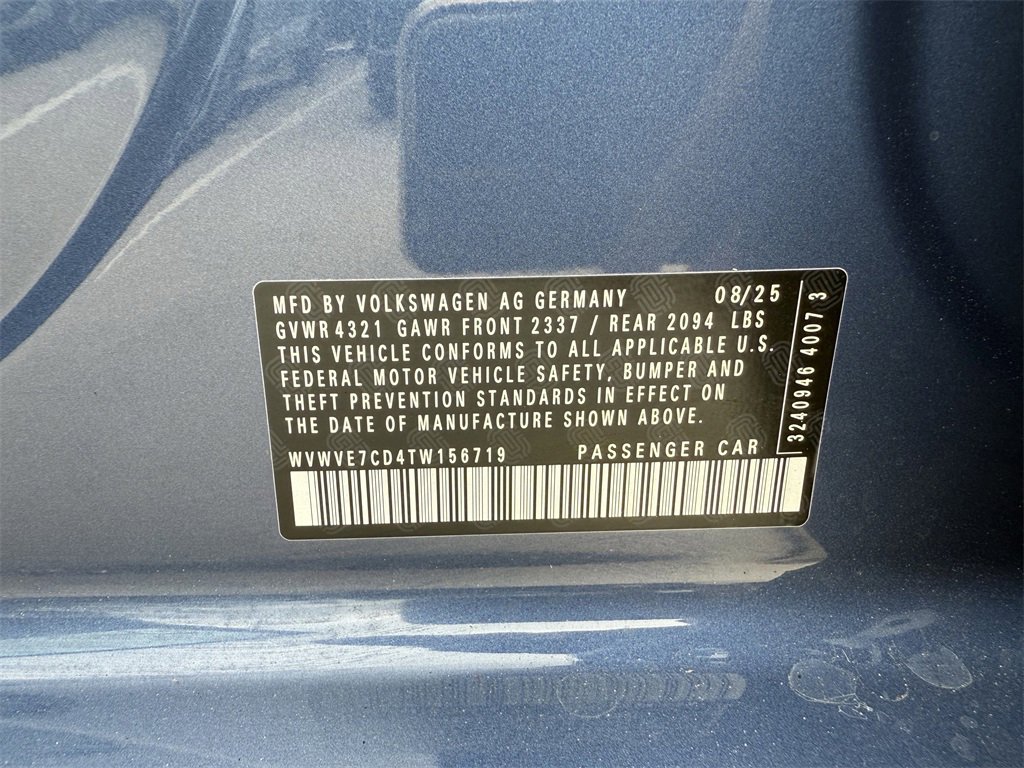 MFD BY VOLKSWAGEN AG GERMANY 08/25
GVWR 4321 GAWR FRONT 2337 / REAR 2094 LBS
THIS VEHICLE CONFORMS TO ALL APPLICABLE U.S.
FEDERAL MOTOR VEHICLE SAFETY, BUMPER AND
THEFT PREVENTION STANDARDS IN EFFECT ON
THE DATE OF MANUFACTURE SHOWN ABOVE.
WVWVE7CD4TW156719 PASSENGER CAR
3240946 4007 3